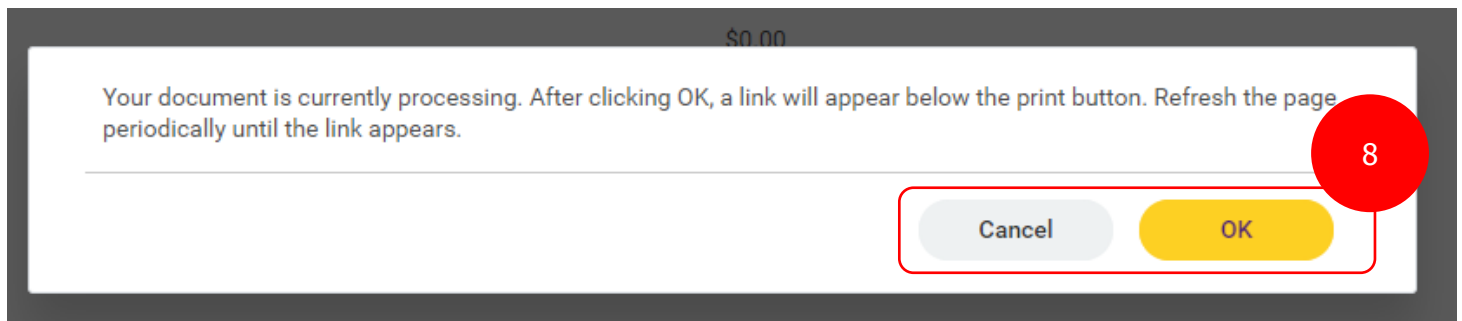 $0.00
Your document is currently processing. After clicking OK, a link will appear below the print button. Refresh the page
periodically until the link appears.
8
Cancel OK